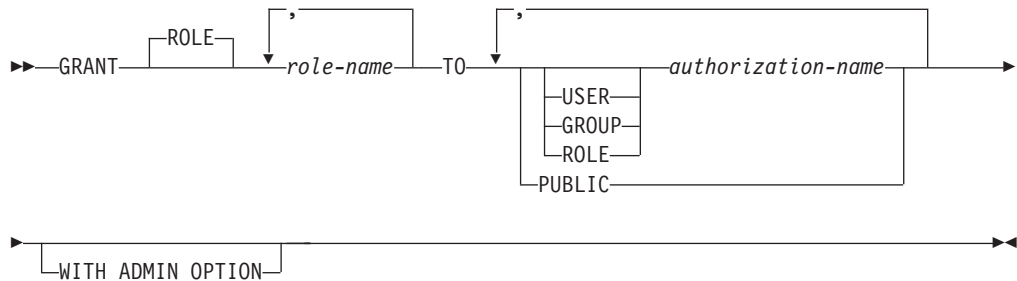 , ,
ROLE
GRANT role-name TO authorization-name
USER
GROUP
ROLE
PUBLIC
WITH ADMIN OPTION